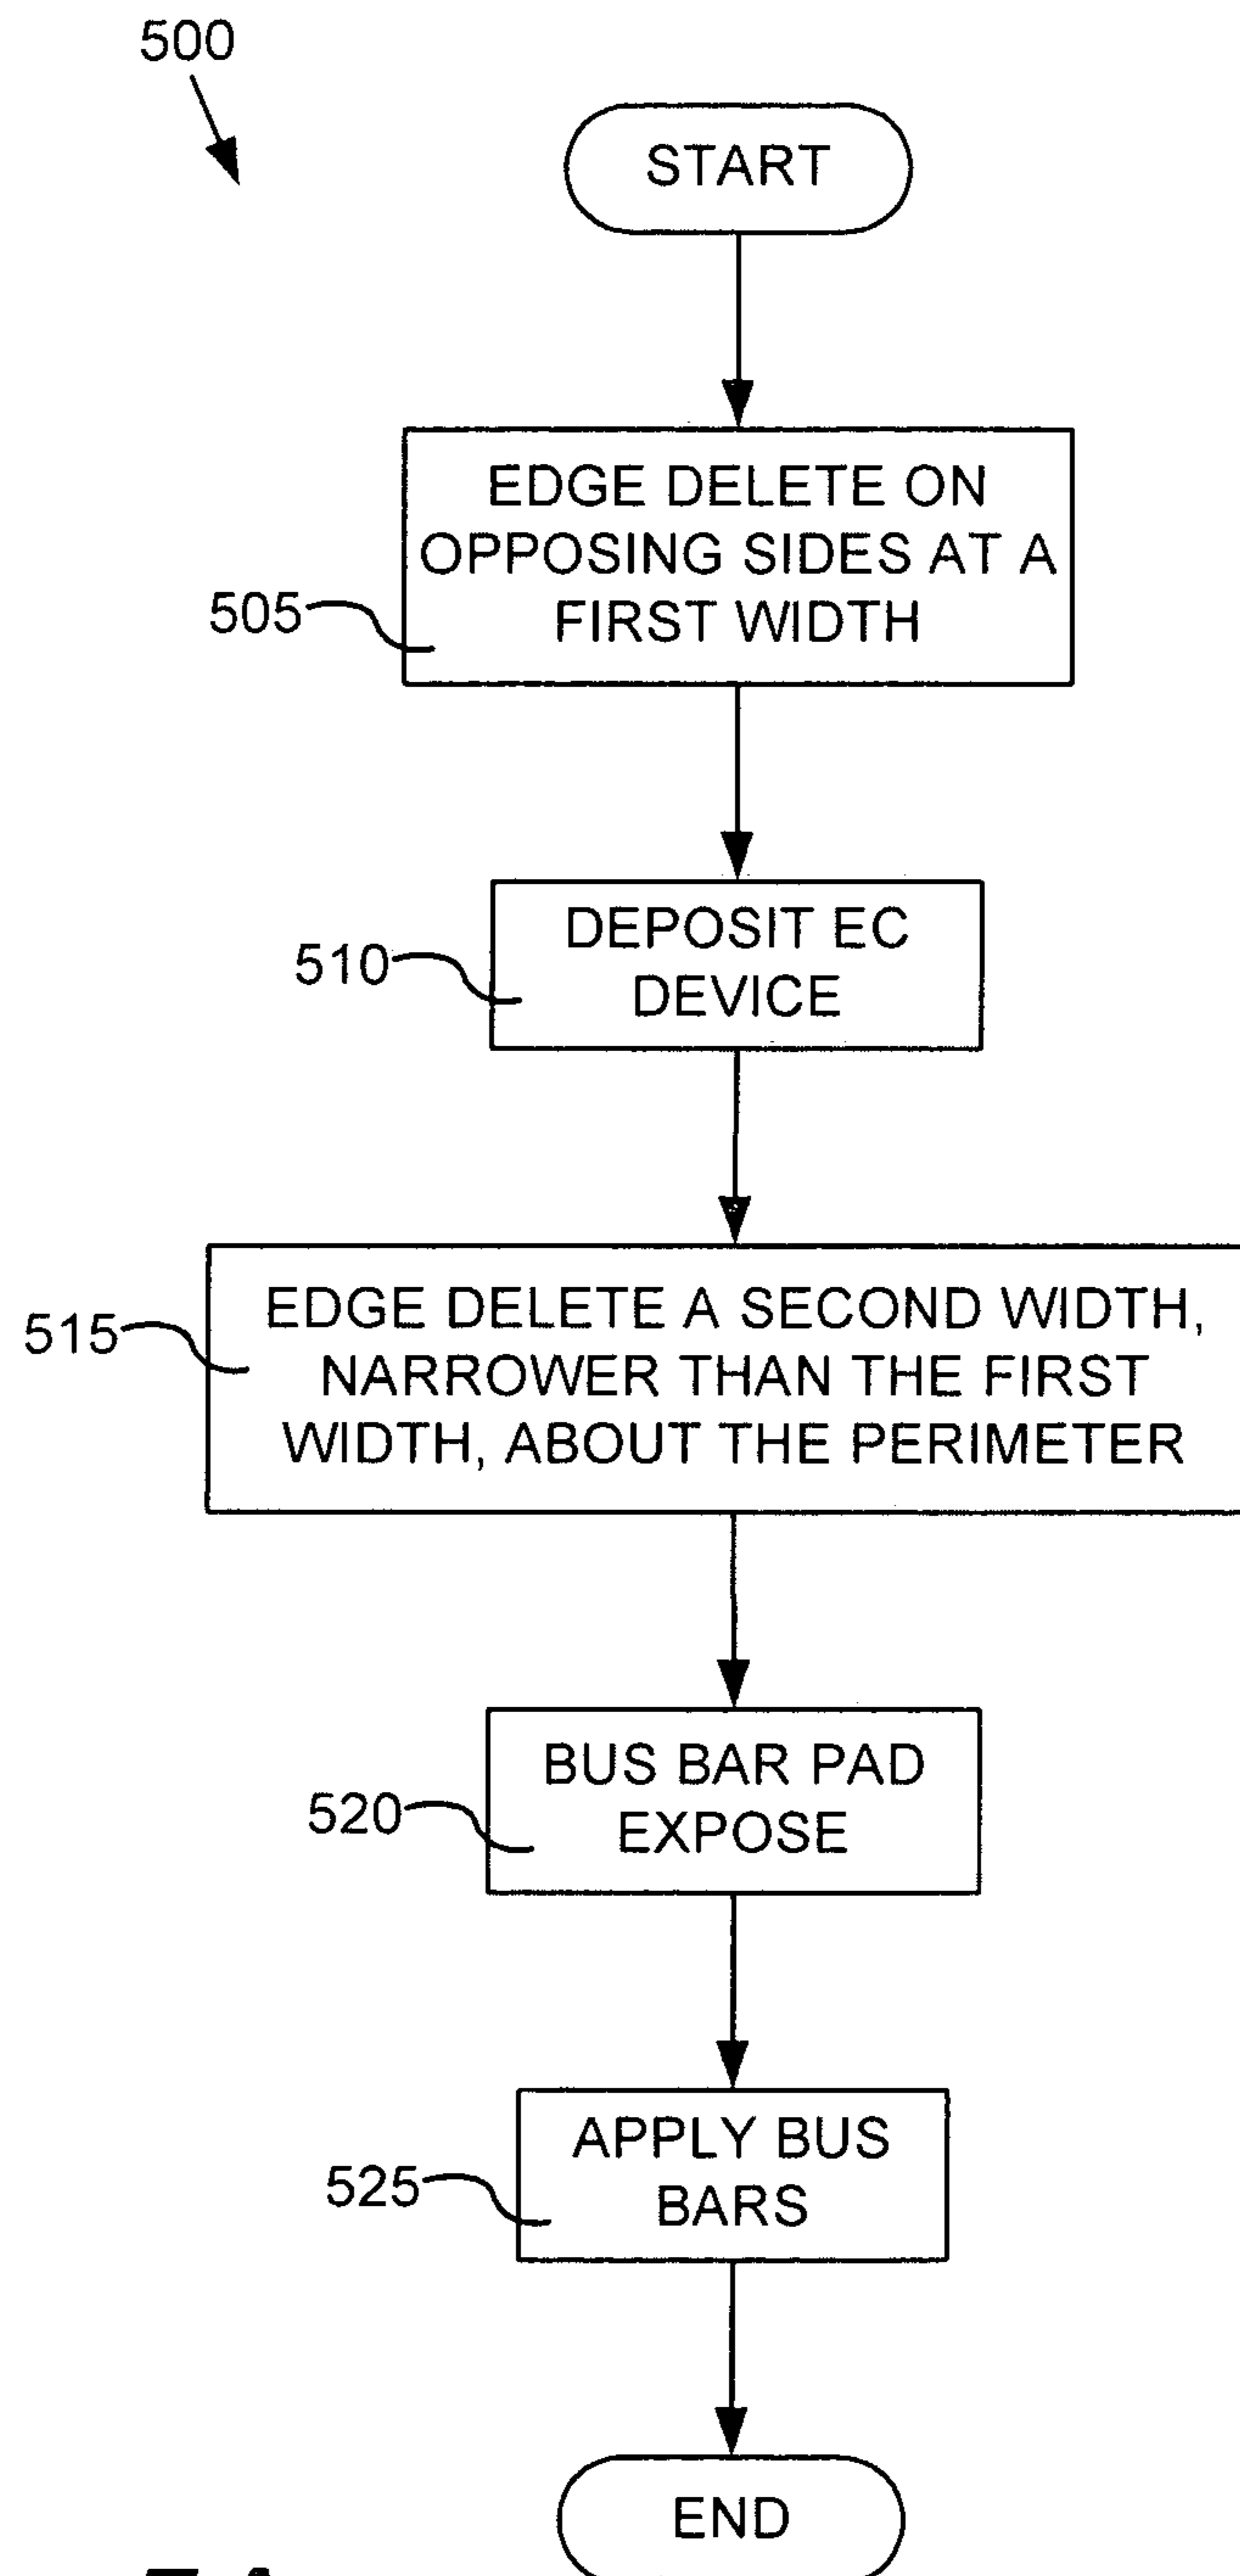 500
START
EDGE DELETE ON
OPPOSING SIDES AT A
FIRST WIDTH
505
DEPOSIT EC
DEVICE
510
EDGE DELETE A SECOND WIDTH,
NARROWER THAN THE FIRST
WIDTH, ABOUT THE PERIMETER
515
BUS BAR PAD
EXPOSE
520
APPLY BUS
BARS
525
END